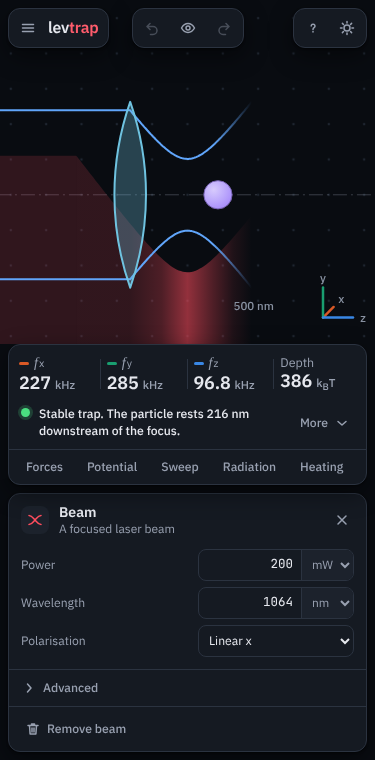 levtrap
?
500 nm
y
x
z
fx
fy
fz
Depth
227 kHz
285 kHz
96.8 kHz
386 kBT
Stable trap. The particle rests 216 nm
downstream of the focus.
More
Forces
Potential
Sweep
Radiation
Heating
Beam
A focused laser beam
Power
200
mW
Wavelength
1064
nm
Polarisation
Linear x
Advanced
Remove beam